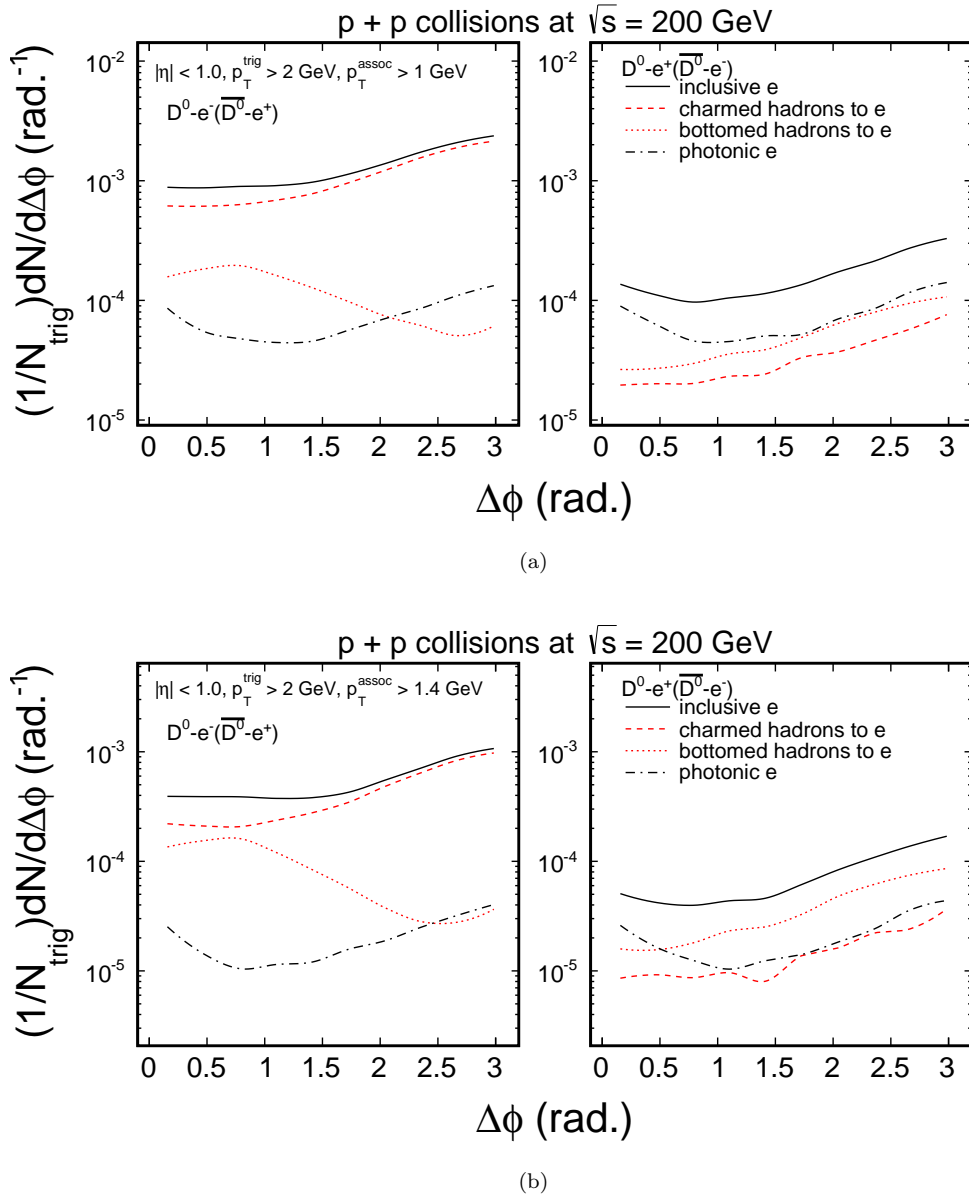 p + p collisions at √s = 200 GeV
|η| < 1.0, p_T^trig > 2 GeV, p_T^assoc > 1 GeV
D⁰-e⁻(D̅⁰-e⁺)
D⁰-e⁺(D̅⁰-e⁻)
inclusive e
charmed hadrons to e
bottomed hadrons to e
photonic e
(1/N_trig)dN/dΔφ (rad.⁻¹)
10⁻²
10⁻³
10⁻⁴
10⁻⁵
10⁻²
10⁻³
10⁻⁴
10⁻⁵
0 0.5 1 1.5 2 2.5 3
0 0.5 1 1.5 2 2.5 3
Δφ (rad.)
(a)
p + p collisions at √s = 200 GeV
|η| < 1.0, p_T^trig > 2 GeV, p_T^assoc > 1.4 GeV
D⁰-e⁻(D̅⁰-e⁺)
D⁰-e⁺(D̅⁰-e⁻)
inclusive e
charmed hadrons to e
bottomed hadrons to e
photonic e
(1/N_trig)dN/dΔφ (rad.⁻¹)
10⁻³
10⁻⁴
10⁻⁵
10⁻³
10⁻⁴
10⁻⁵
0 0.5 1 1.5 2 2.5 3
0 0.5 1 1.5 2 2.5 3
Δφ (rad.)
(b)